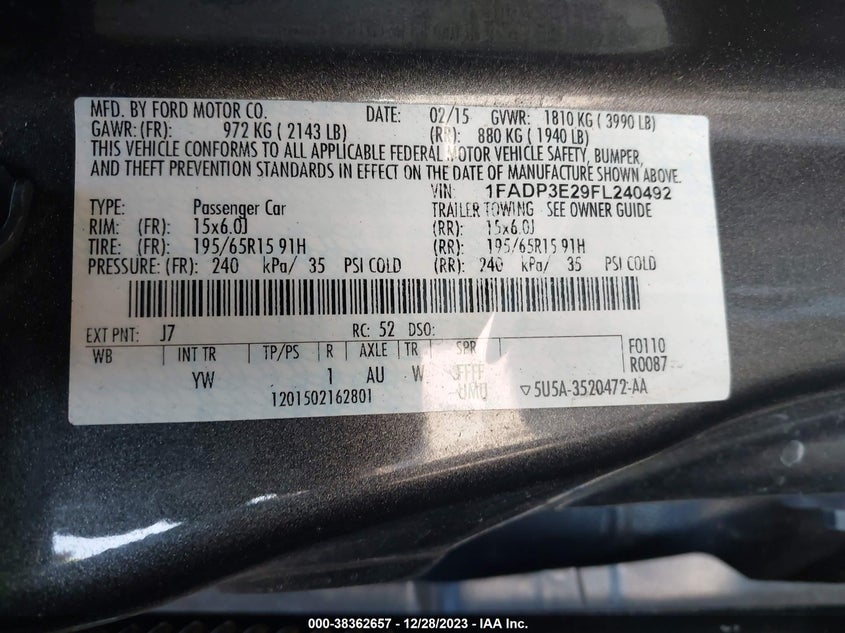 MFD. BY FORD MOTOR CO. DATE: 02/15 GVWR: 1810 KG ( 3990 LB)
GAWR: (FR): 972 KG ( 2143 LB) (RR): 880 KG ( 1940 LB)
THIS VEHICLE CONFORMS TO ALL APPLICABLE FEDERAL MOTOR VEHICLE SAFETY, BUMPER,
AND THEFT PREVENTION STANDARDS IN EFFECT ON THE DATE OF MANUFACTURE SHOWN ABOVE.
VIN: 1FADP3E29FL240492
TYPE: Passenger Car TRAILER TOWING SEE OWNER GUIDE
RIM: (FR): 15x6.0J (RR): 15x6.0J
TIRE: (FR): 195/65R15 91H (RR): 195/65R15 91H
PRESSURE: (FR): 240 kPa/ 35 PSI COLD (RR): 240 kPa/ 35 PSI COLD
EXT PNT: J7 RC: 52 DSO:
WB INT TR TP/PS R AXLE TR SPR F0110
R0087
YW 1 AU W FFFF
1201502162801 UMU ▽5U5A-3520472-AA
000-38362657 - 12/28/2023 - IAA Inc.